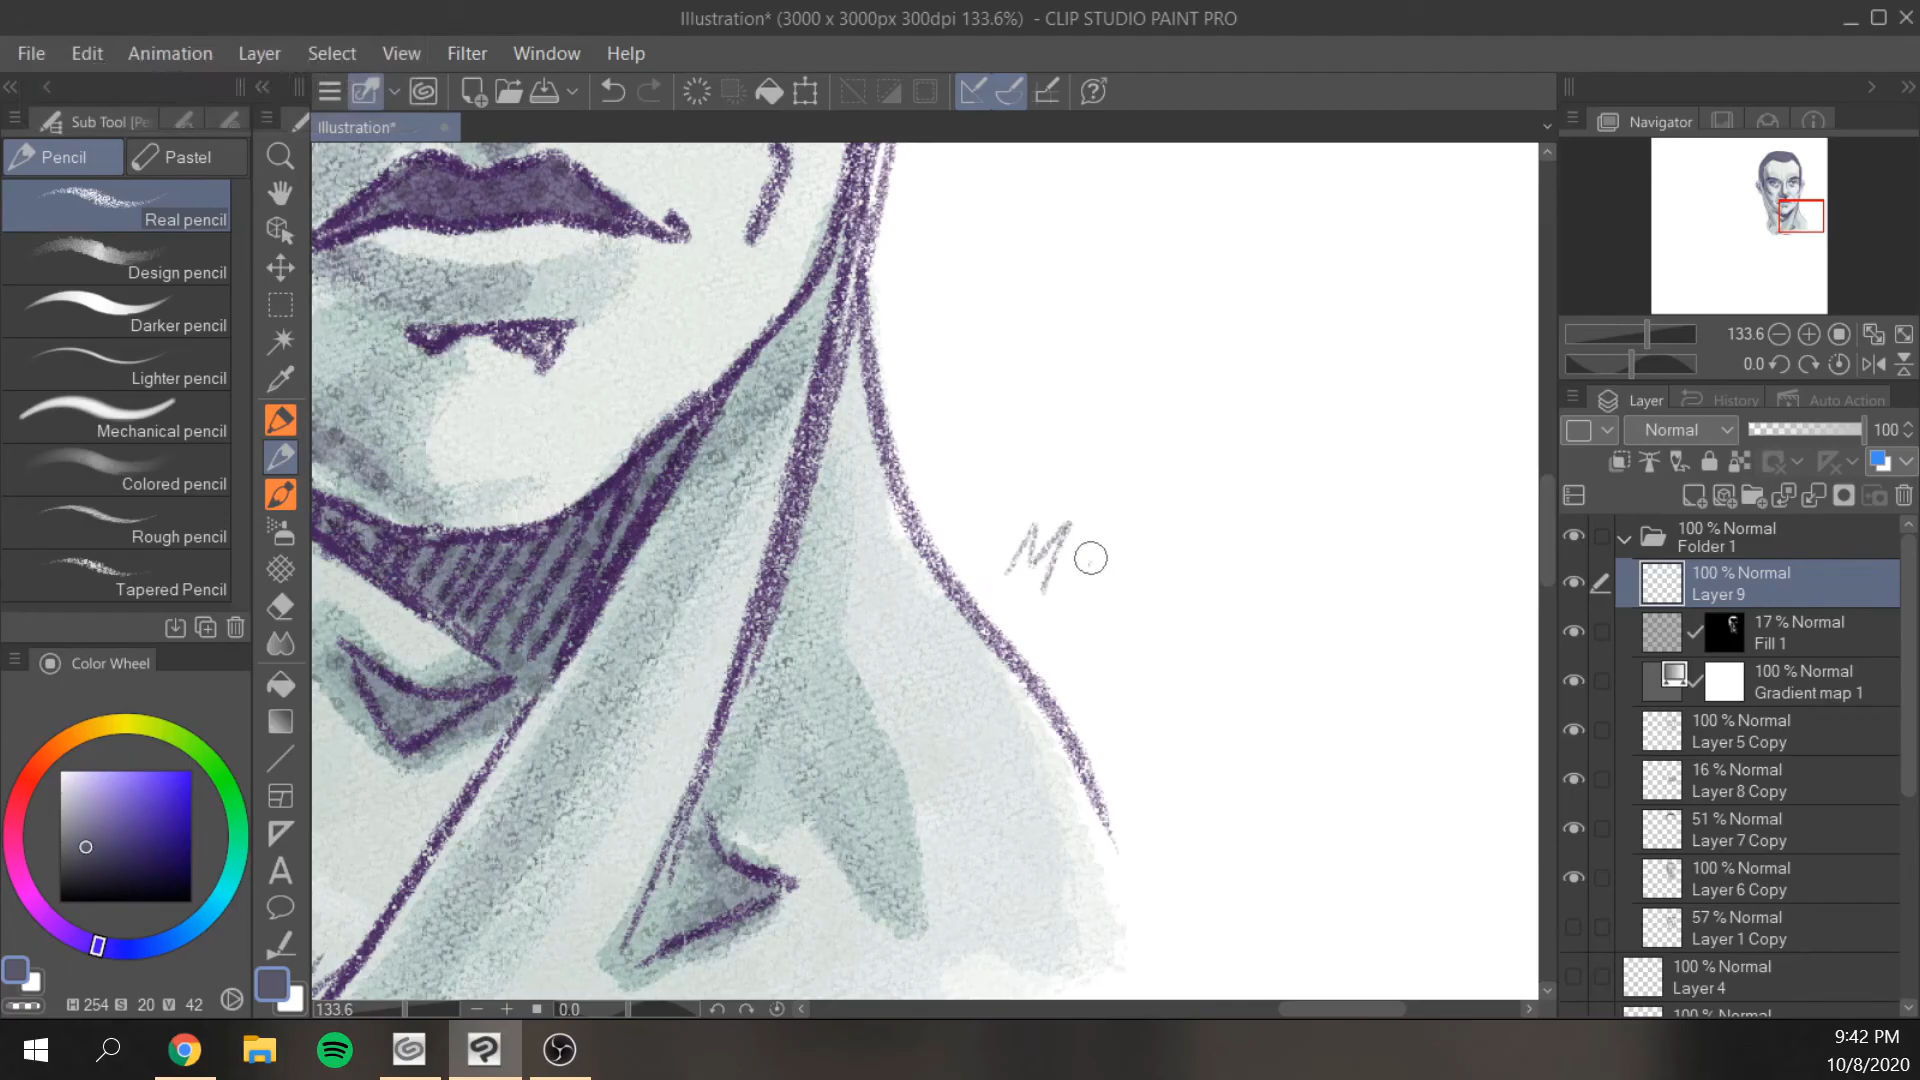 Illustration* (3000 x 3000px 300dpi 133.6%) - CLIP STUDIO PAINT PRO
File Edit Animation Layer Select View Filter Window Help
Sub Tool [Pe
Illustration*
Navigator
Pencil Pastel
Real pencil
Design pencil
Darker pencil
Lighter pencil
Mechanical pencil
Colored pencil
Rough pencil
Tapered Pencil
133.6
0.0
Layer History Auto Action
Normal 100
100 % Normal
Folder 1
100 % Normal
Layer 9
17 % Normal
Fill 1
100 % Normal
Gradient map 1
100 % Normal
Layer 5 Copy
16 % Normal
Layer 8 Copy
51 % Normal
Layer 7 Copy
100 % Normal
Layer 6 Copy
57 % Normal
Layer 1 Copy
100 % Normal
Layer 4
100 % Normal
M
Color Wheel
H 254 S 20 V 42
133.6 0.0
9:42 PM
10/8/2020